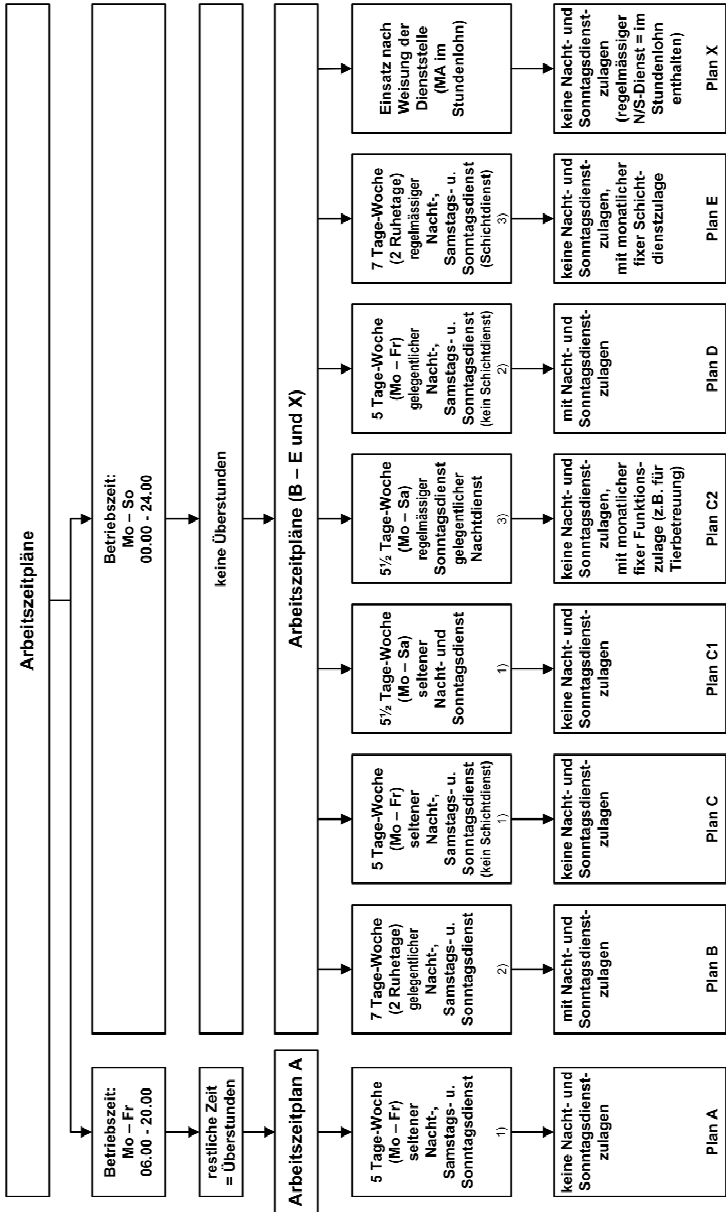 Arbeitszeitpläne
Betriebszeit:
Mo – Fr
06.00 - 20.00
Betriebszeit:
Mo – So
00.00 - 24.00
restliche Zeit
= Überstunden
keine Überstunden
Arbeitszeitplan A
Arbeitszeitpläne (B – E und X)
5 Tage-Woche
(Mo – Fr)
seltener
Nacht-,
Samstags- u.
Sonntagsdienst
1)
7 Tage-Woche
(2 Ruhetage)
gelegentlicher
Nacht-,
Samstags- u.
Sonntagsdienst
2)
5 Tage-Woche
(Mo – Fr)
seltener
Nacht-,
Samstags- u.
Sonntagsdienst
(kein Schichtdienst)
1)
5½ Tage-Woche
(Mo – Sa)
seltener
Nacht- und
Sonntagsdienst
1)
5½ Tage-Woche
(Mo – Sa)
regelmässiger
Sonntagsdienst
gelegentlicher
Nachtdienst
3)
5 Tage-Woche
(Mo – Fr)
gelegentlicher
Nacht-,
Samstags- u.
Sonntagsdienst
(kein Schichtdienst)
2)
7 Tage-Woche
(2 Ruhetage)
regelmässiger
Nacht-,
Samstags- u.
Sonntagsdienst
(Schichtdienst)
3)
Einsatz nach
Weisung der
Dienststelle
(MA im
Stundenlohn)
keine Nacht- und
Sonntagsdienst-
zulagen
Plan A
mit Nacht- und
Sonntagsdienst-
zulagen
Plan B
keine Nacht- und
Sonntagsdienst-
zulagen
Plan C
keine Nacht- und
Sonntagsdienst-
zulagen
Plan C1
keine Nacht- und
Sonntagsdienst-
zulagen,
mit monatlicher
fixer Funktions-
zulage (z.B. für
Tierbetreuung)
Plan C2
mit Nacht- und
Sonntagsdienst-
zulagen
Plan D
keine Nacht- und
Sonntagsdienst-
zulagen,
mit monatlicher
fixer Schicht-
dienstzulage
Plan E
keine Nacht- und
Sonntagsdienst-
zulagen
(regelmässiger
N/S-Dienst = im
Stundenlohn
enthalten)
Plan X